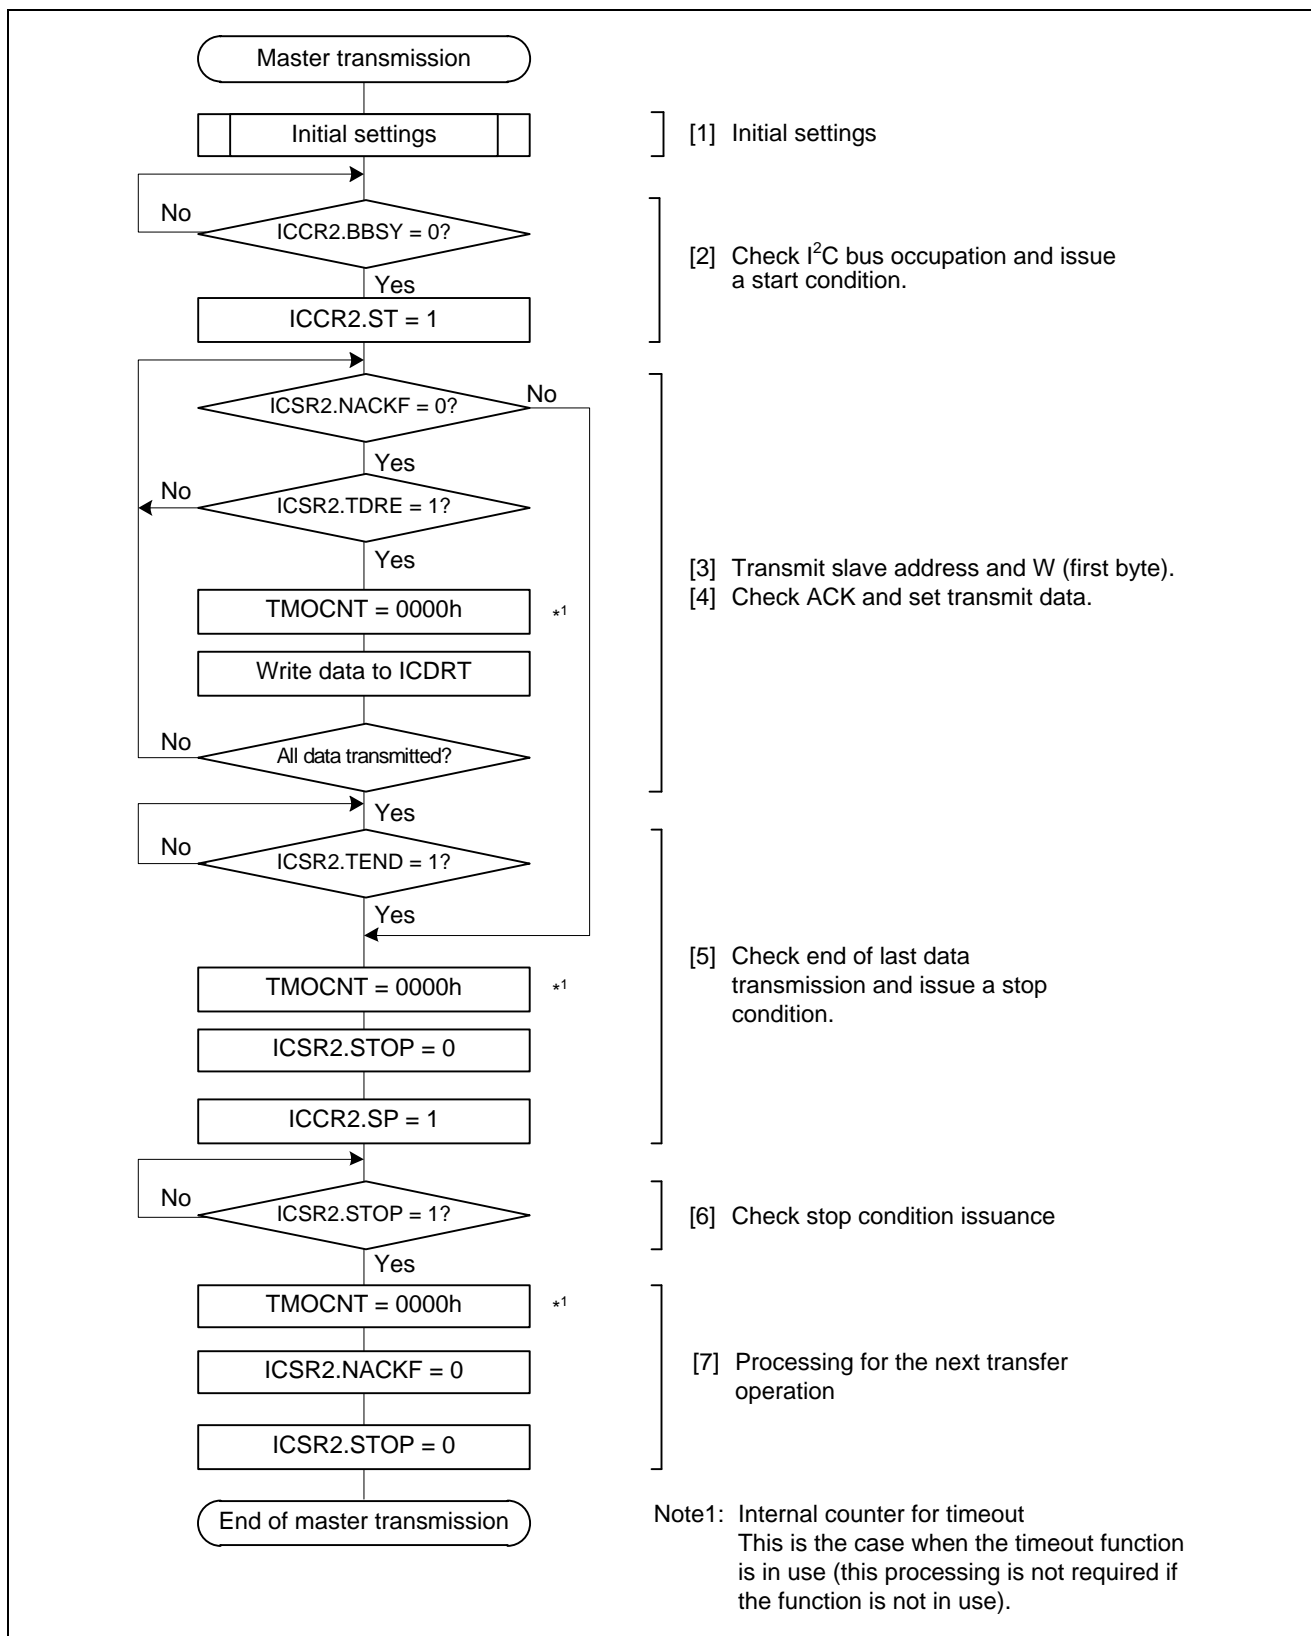 Master transmission
Initial settings
[1] Initial settings
No
ICCR2.BBSY = 0?
[2] Check I²C bus occupation and issue
a start condition.
Yes
ICCR2.ST = 1
ICSR2.NACKF = 0?
No
Yes
No
ICSR2.TDRE = 1?
Yes
[3] Transmit slave address and W (first byte).
[4] Check ACK and set transmit data.
TMOCNT = 0000h *1
Write data to ICDRT
No
All data transmitted?
Yes
No
ICSR2.TEND = 1?
Yes
[5] Check end of last data
transmission and issue a stop
condition.
TMOCNT = 0000h *1
ICSR2.STOP = 0
ICCR2.SP = 1
No
ICSR2.STOP = 1?
[6] Check stop condition issuance
Yes
TMOCNT = 0000h *1
ICSR2.NACKF = 0
[7] Processing for the next transfer
operation
ICSR2.STOP = 0
End of master transmission
Note1: Internal counter for timeout
This is the case when the timeout function
is in use (this processing is not required if
the function is not in use).